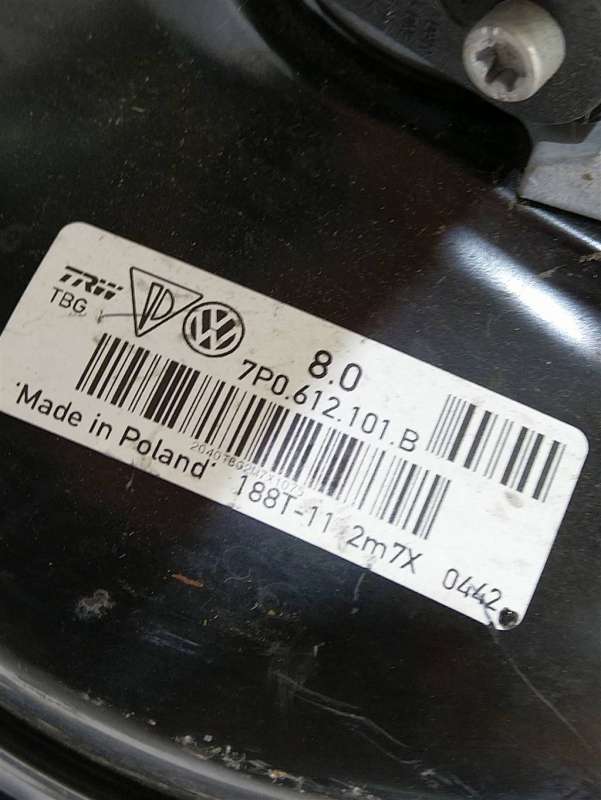 TRW
TBG
8.0
7P0.612.101.B
Made in Poland
188T-11 2m7X 0442